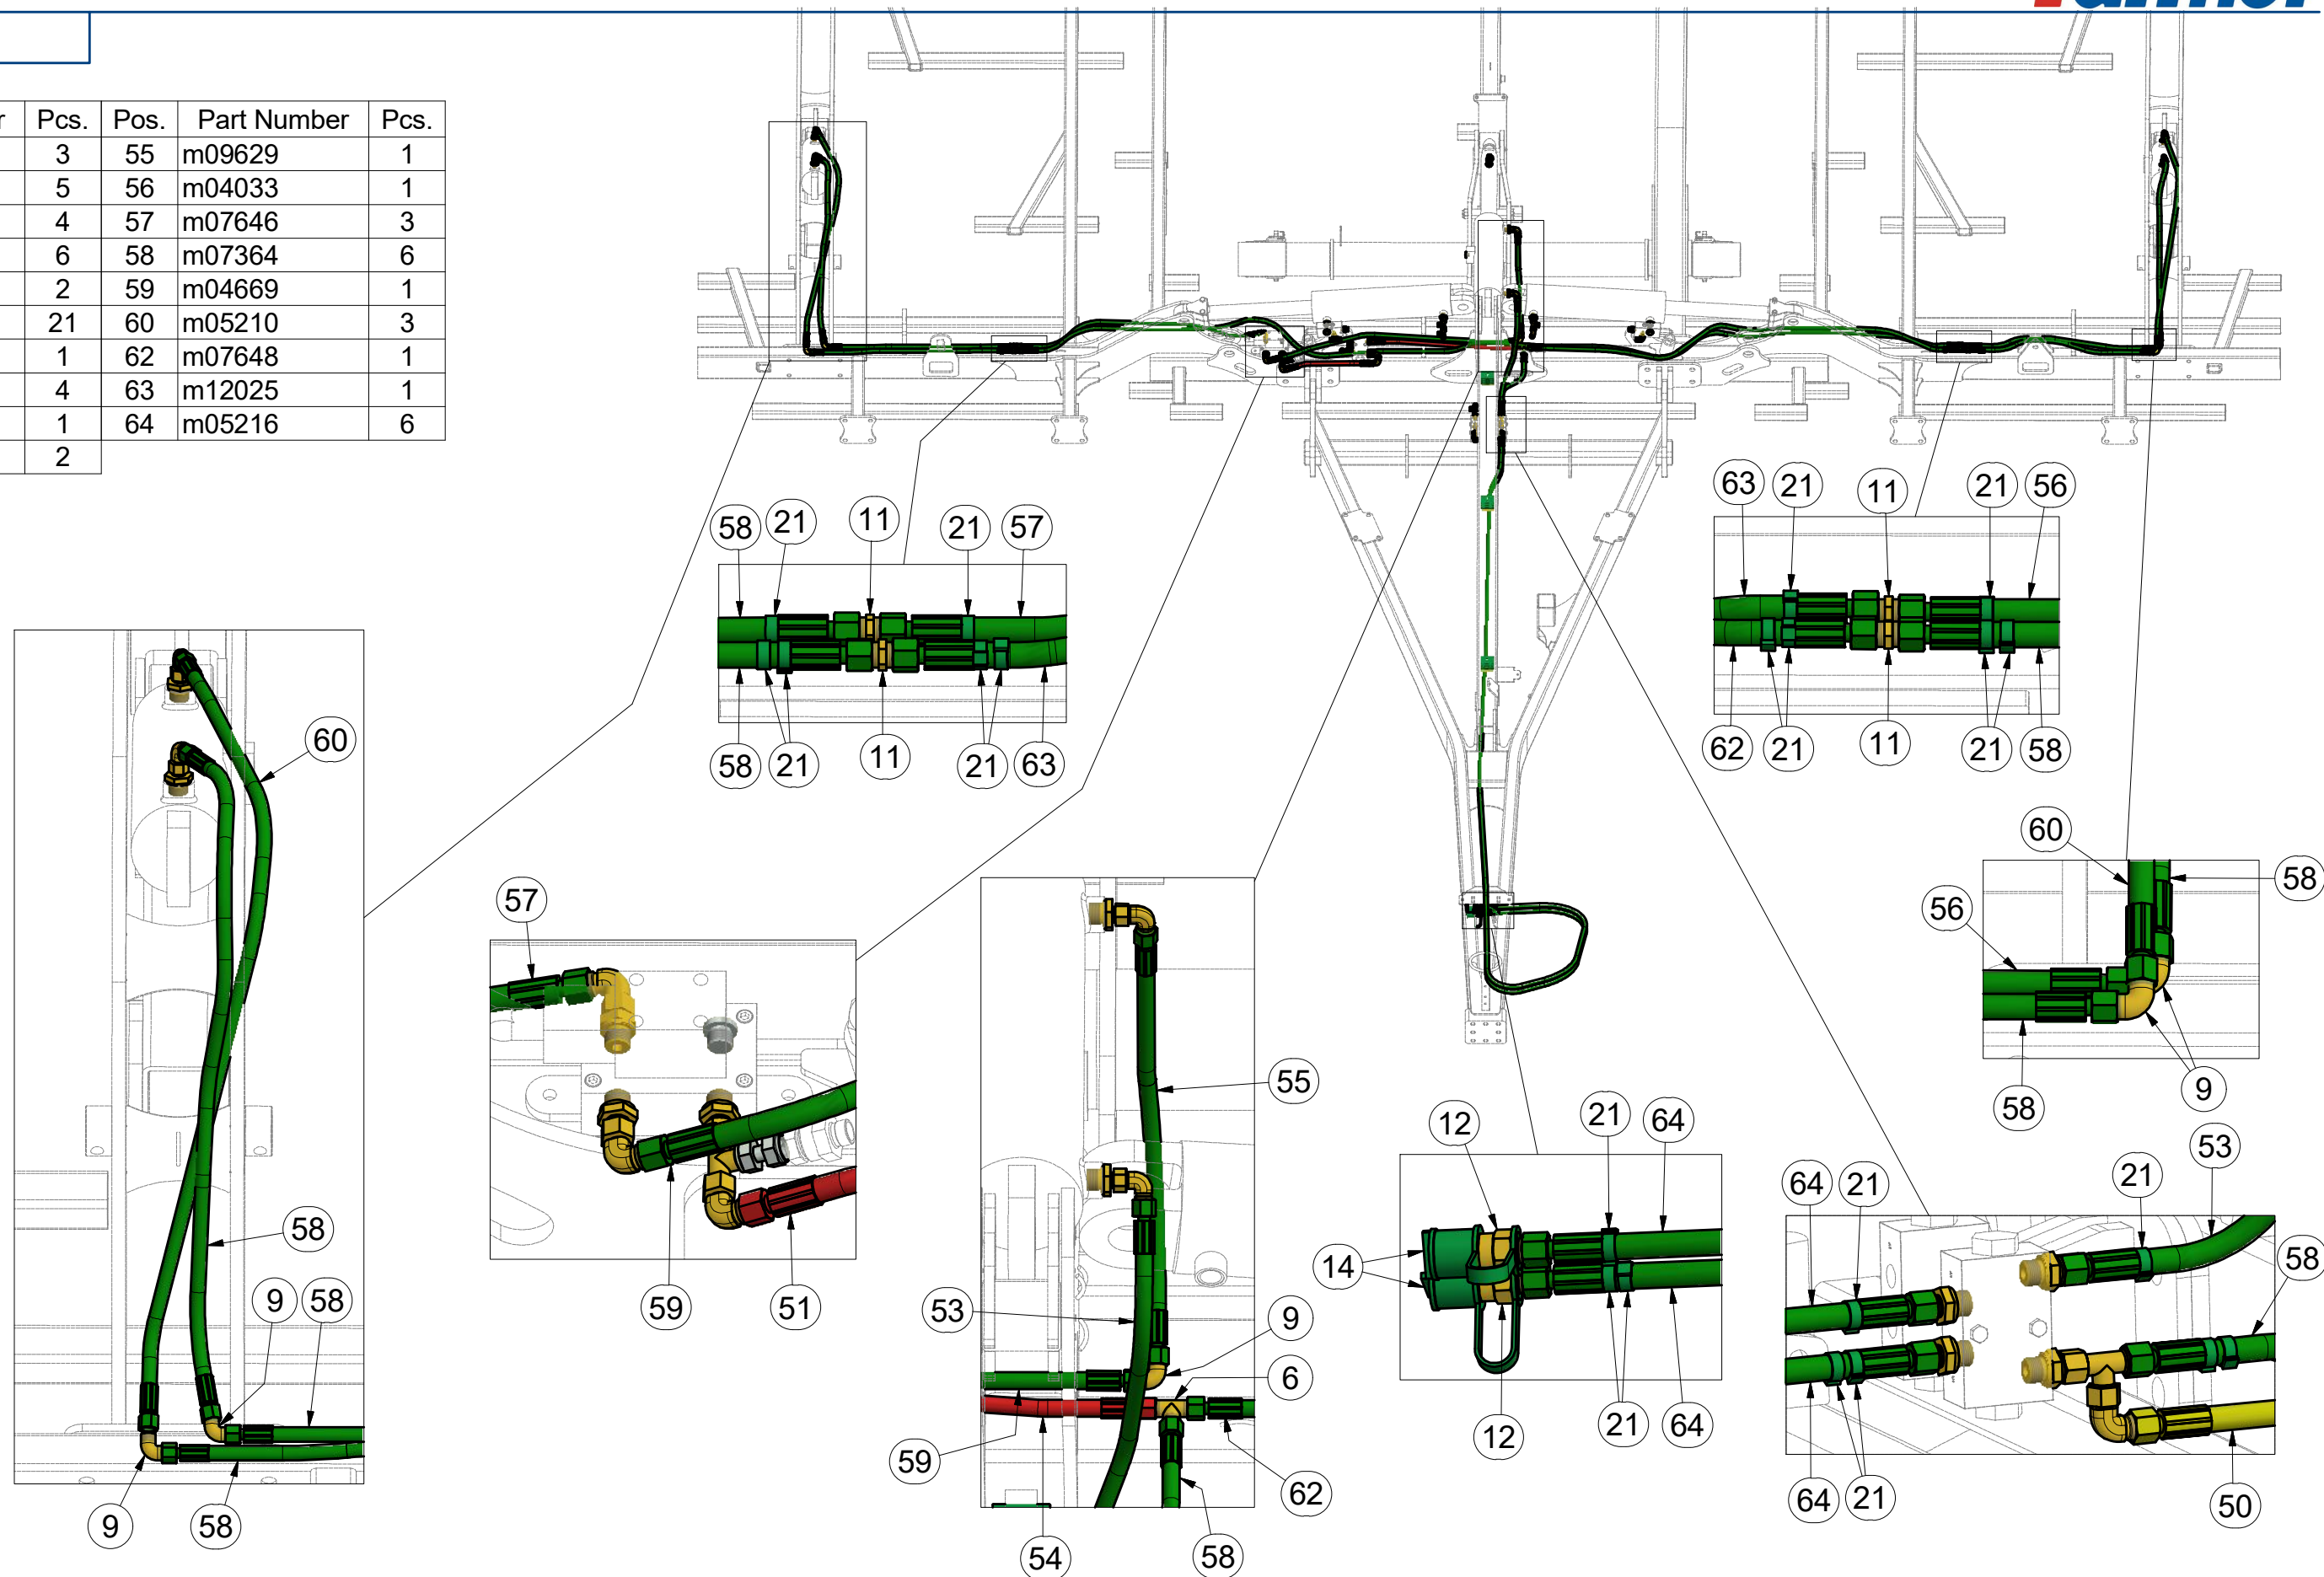 Pcs. Pos. Part Number Pcs.
3 55 m09629 1
5 56 m04033 1
4 57 m07646 3
6 58 m07364 6
2 59 m04669 1
21 60 m05210 3
1 62 m07648 1
4 63 m12025 1
1 64 m05216 6
2
58 21 11 21 57
58 21 11 21 63
63 21 11 21 56
62 21 11 21 58
60
58
9 58
9 58
57
59 51
55
53
9
6
59
54 58 62
12 21 64
14
12 21 64
60
58
56
58 9
53
64 21 21
58
64 21 50